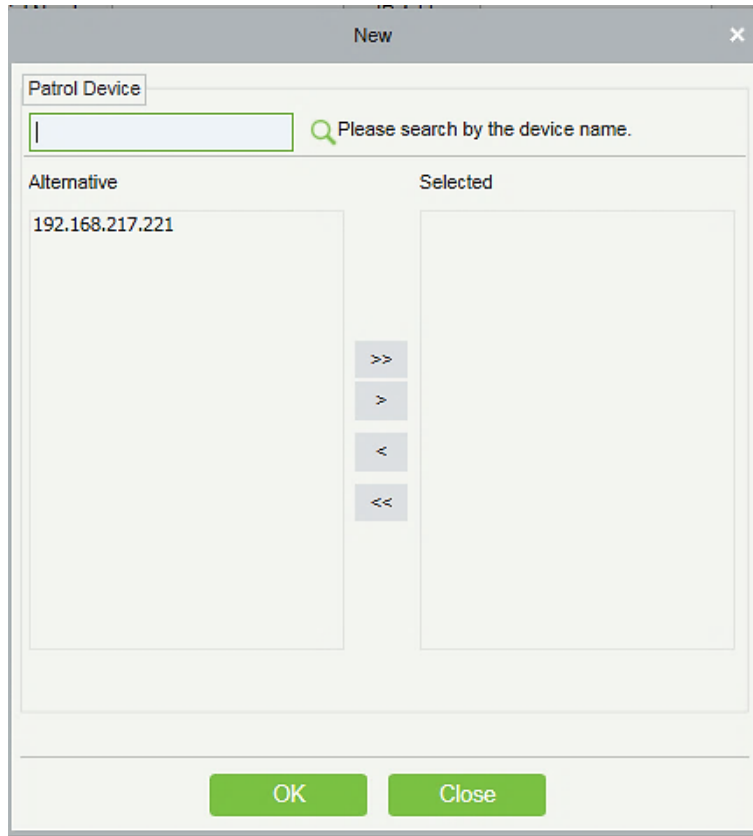 New
×
Patrol Device
Please search by the device name.
Alternative
Selected
192.168.217.221
>>
>
<
<<
OK
Close